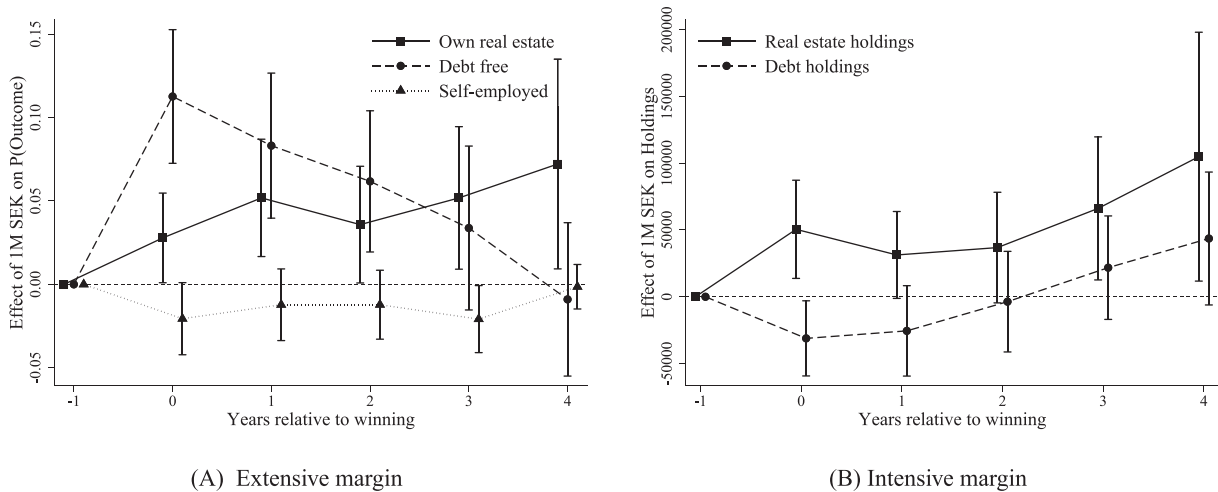 Own real estate
Debt free
Self-employed
Effect of 1M SEK on P(Outcome)
0.15
0.10
0.05
0.00
-0.05
-1 0 1 2 3 4
Years relative to winning
(A) Extensive margin
Real estate holdings
Debt holdings
Effect of 1M SEK on Holdings
200000
150000
100000
50000
0
-50000
-1 0 1 2 3 4
Years relative to winning
(B) Intensive margin